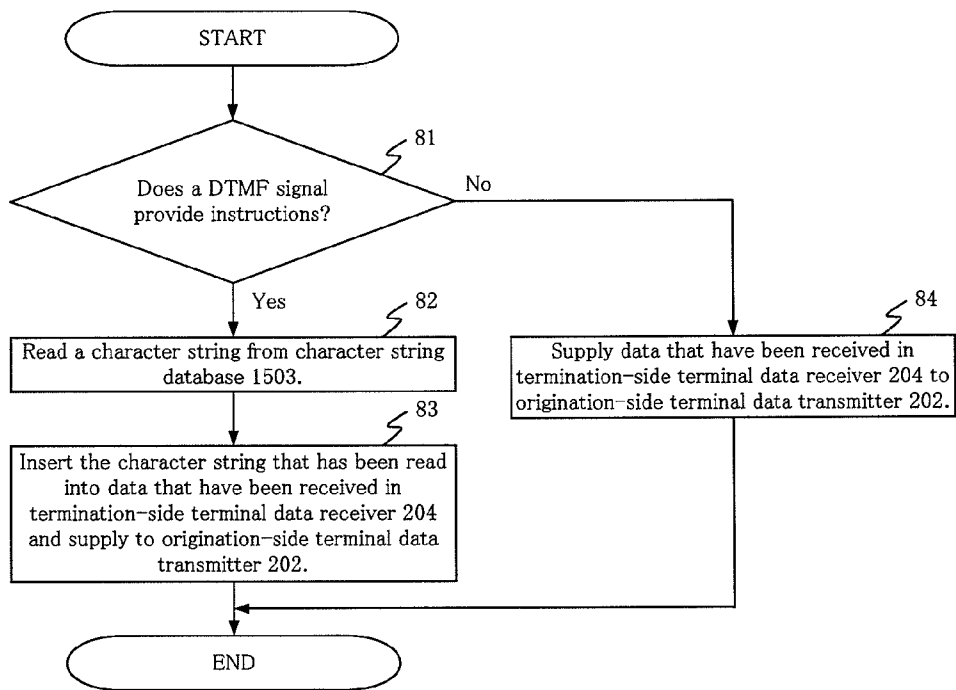 START
81
Does a DTMF signal
provide instructions?
No
Yes
82
Read a character string from character string
database 1503.
84
Supply data that have been received in
termination-side terminal data receiver 204 to
origination-side terminal data transmitter 202.
83
Insert the character string that has been read
into data that have been received in
termination-side terminal data receiver 204
and supply to origination-side terminal data
transmitter 202.
END